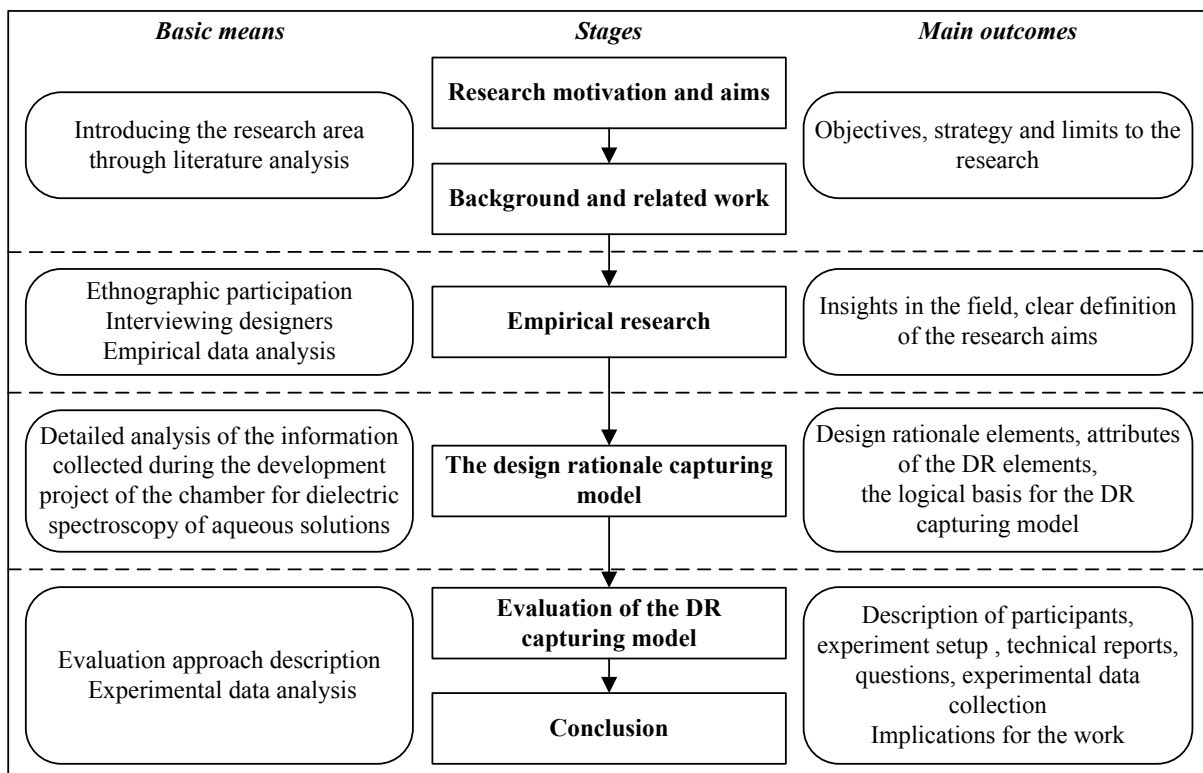 Basic means
Stages
Main outcomes
Research motivation and aims
Introducing the research area
through literature analysis
Objectives, strategy and limits to the
research
Background and related work
Ethnographic participation
Interviewing designers
Empirical data analysis
Empirical research
Insights in the field, clear definition
of the research aims
Detailed analysis of the information
collected during the development
project of the chamber for dielectric
spectroscopy of aqueous solutions
The design rationale capturing
model
Design rationale elements, attributes
of the DR elements,
the logical basis for the DR
capturing model
Evaluation approach description
Experimental data analysis
Evaluation of the DR
capturing model
Conclusion
Description of participants,
experiment setup , technical reports,
questions, experimental data
collection
Implications for the work